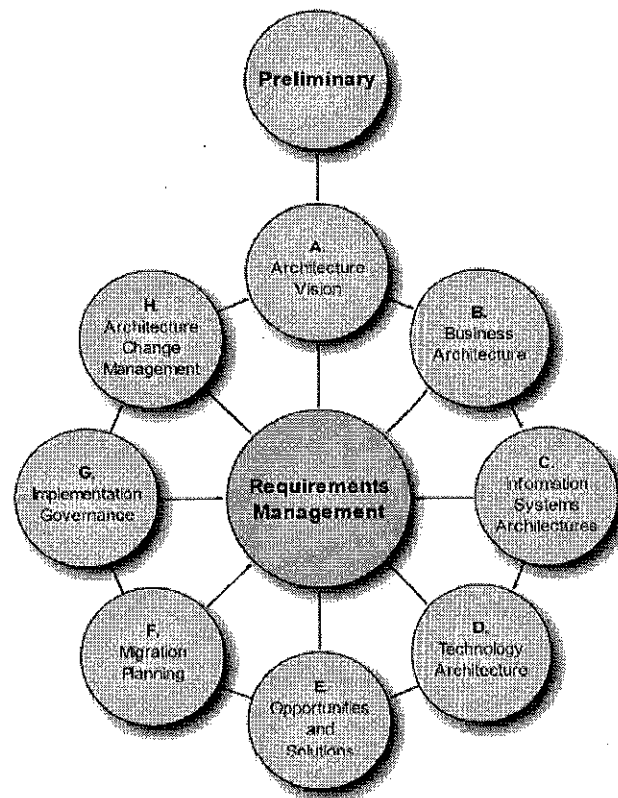 Preliminary
A.
Architecture
Vision
B.
Business
Architecture
C.
Information
Systems
Architectures
D.
Technology
Architecture
E.
Opportunities
and
Solutions
F.
Migration
Planning
G.
Implementation
Governance
H.
Architecture
Change
Management
Requirements
Management